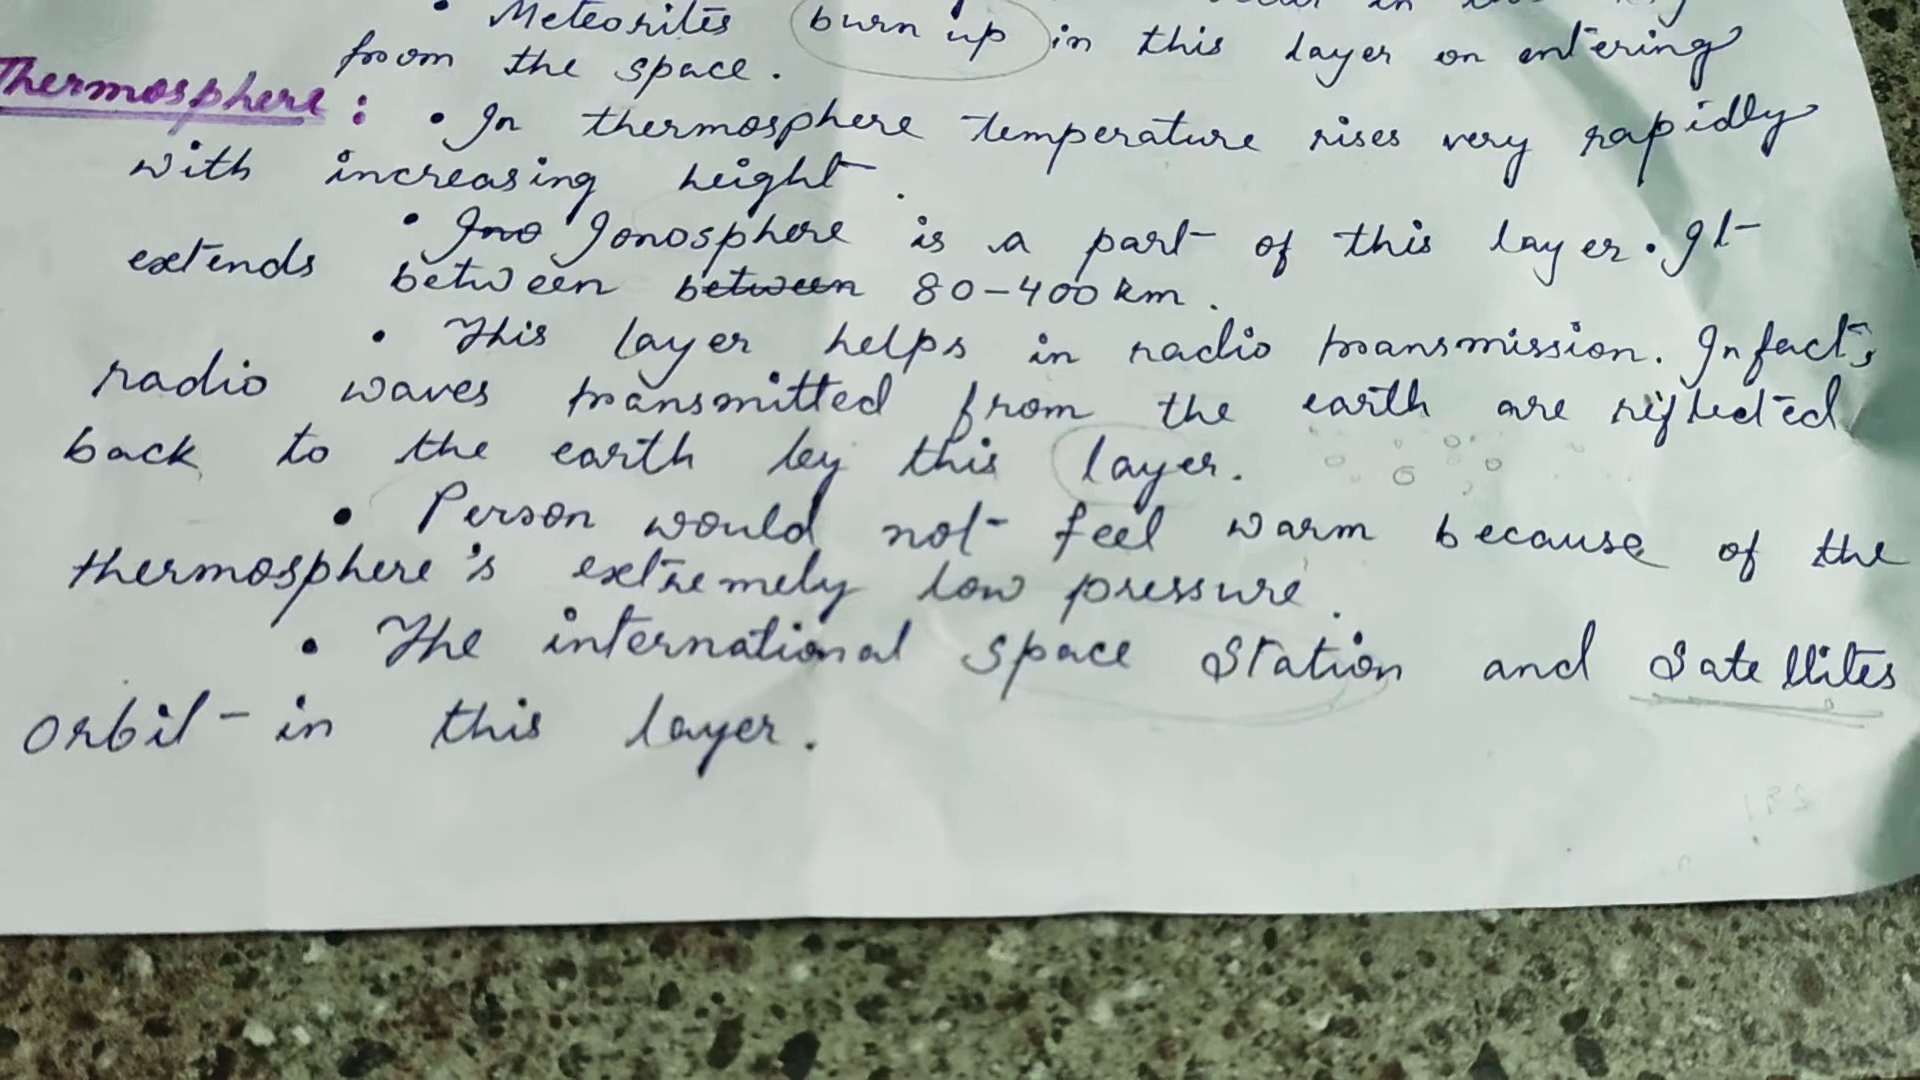 • Meteorites burn up in this layer on entering
from the space.
Thermosphere : • In thermosphere temperature rises very rapidly
with increasing height.
• Ino Ionosphere is a part of this layer. It
extends between between 80-400 km.
• This layer helps in radio transmission. Infact,
radio waves transmitted from the earth are riflected
back to the earth by this layer.
• Person would not feel warm because of the
thermosphere's extremely low pressure.
• The international space station and satellites
orbit in this layer.